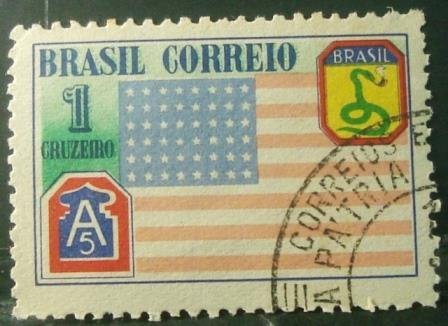 BRASIL CORREIO
1
CRUZEIRO
BRASIL
A
5
CORREIOS E
A PATRIA